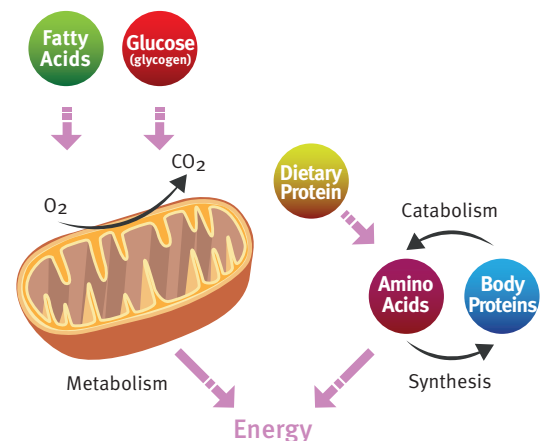 Fatty
Acids
Glucose
(glycogen)
CO2
O2
Dietary
Protein
Catabolism
Amino
Acids
Body
Proteins
Metabolism
Synthesis
Energy